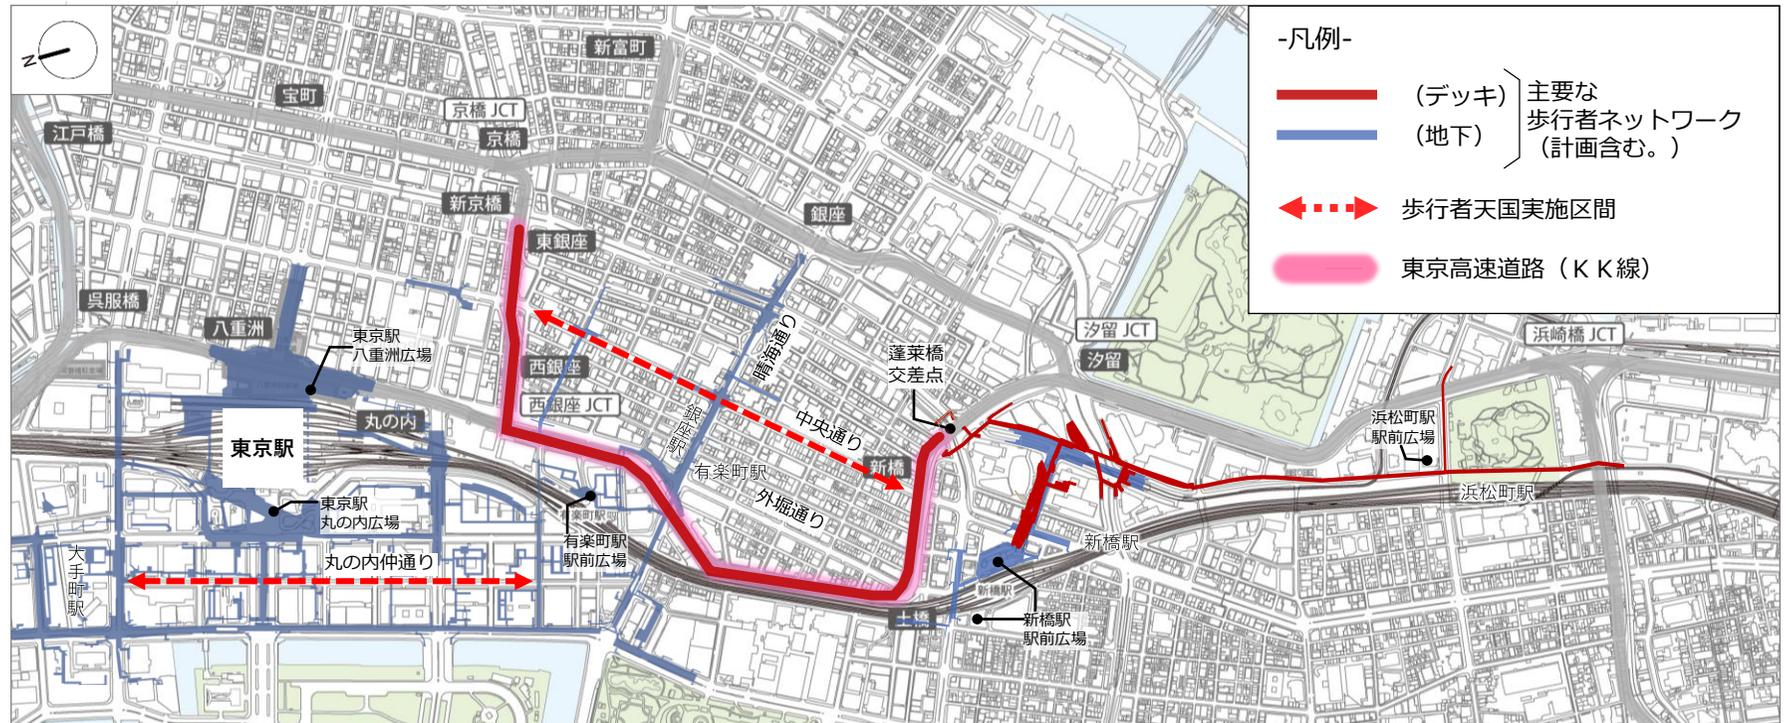 N
新富町
宝町
京橋 JCT
京橋
江戸橋
新京橋
銀座
東銀座
呉服橋
八重洲
東京駅
八重洲広場
晴海通り
西銀座
西銀座 JCT
蓬莱橋
交差点
汐留 JCT
汐留
浜崎橋 JCT
丸の内
東京駅
銀座駅
中央通り
有楽町駅
新橋
外堀通り
浜松町駅
駅前広場
浜松町駅
東京駅
丸の内広場
有楽町駅
駅前広場
新橋駅
大手町駅
丸の内仲通り
新橋駅
土橋
新橋駅
駅前広場
-凡例-
(デッキ)
(地下)
主要な
歩行者ネットワーク
(計画含む。)
歩行者天国実施区間
東京高速道路(KK線)